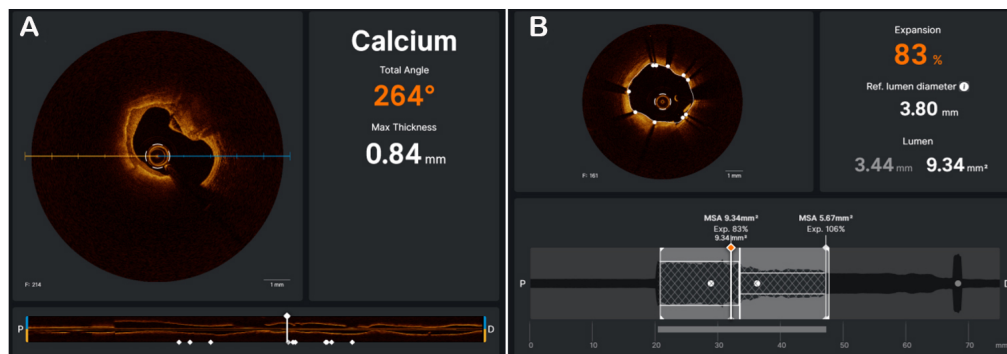 A
Calcium
Total Angle
264°
Max Thickness
0.84 mm
F: 214
1 mm
P
D
B
Expansion
83 %
Ref. lumen diameter i
3.80 mm
Lumen
3.44 mm 9.34 mm²
F: 161
1 mm
MSA 9.34mm² MSA 5.67mm²
Exp. 83% Exp. 106%
9.34 mm²
P
D
0 10 20 30 40 50 60 70 mm